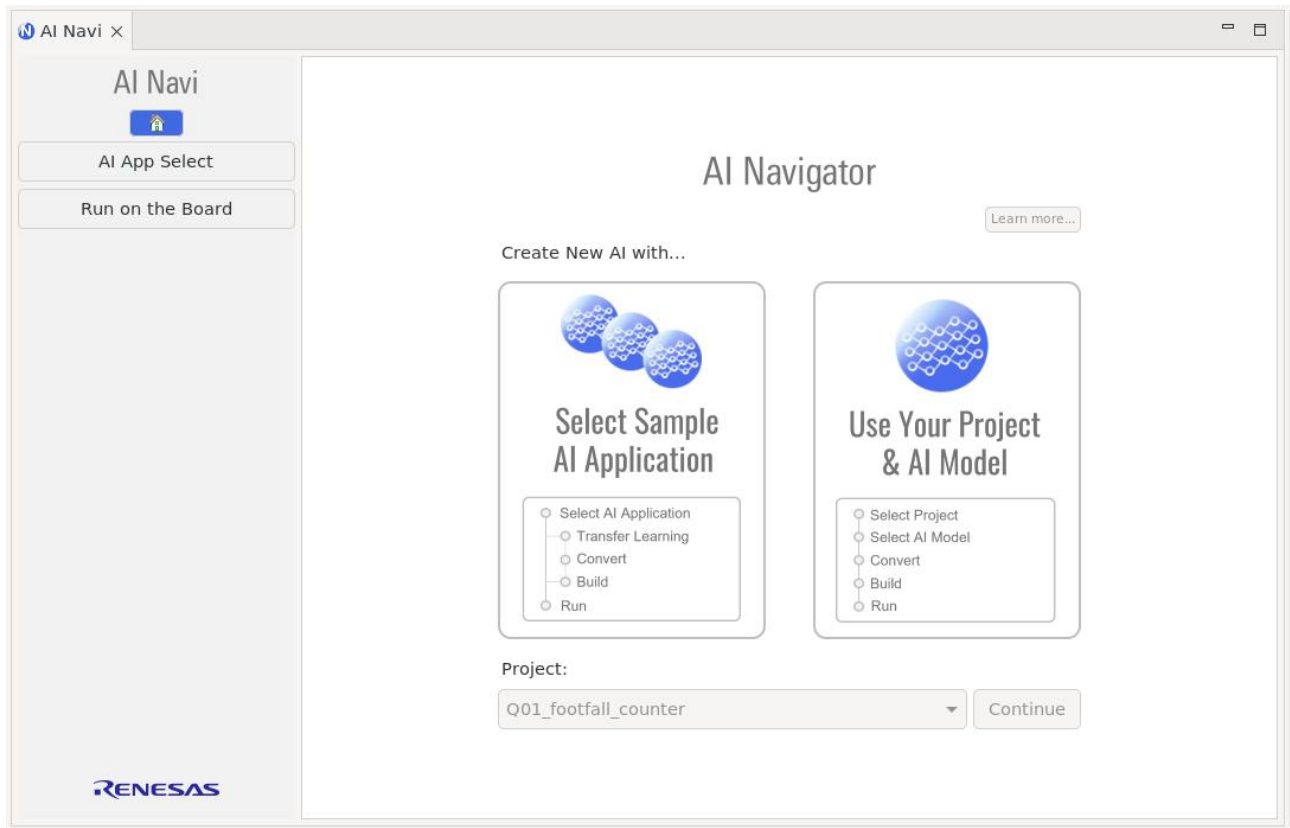 AI Navi
AI Navi
AI App Select
Run on the Board
RENESAS
AI Navigator
Learn more...
Create New AI with...
Select Sample
AI Application
Select AI Application
Transfer Learning
Convert
Build
Run
Use Your Project
& AI Model
Select Project
Select AI Model
Convert
Build
Run
Project:
Q01_footfall_counter
Continue